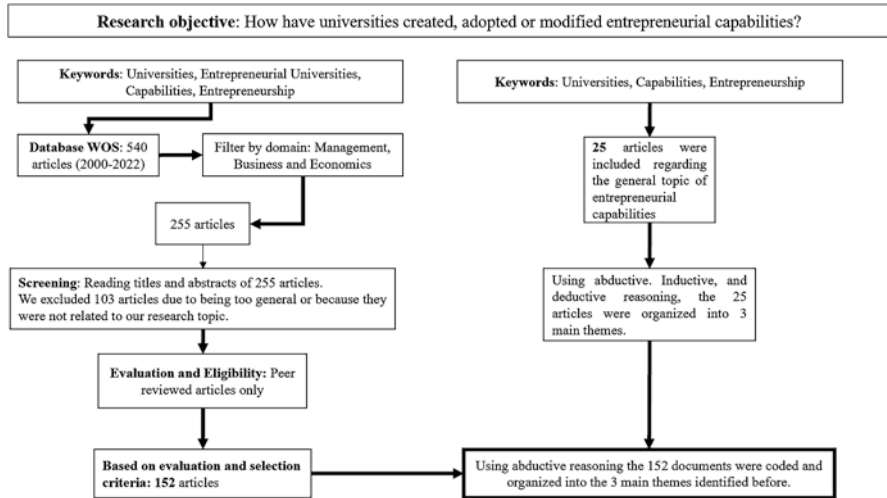 Research objective: How have universities created, adopted or modified entrepreneurial capabilities?
Keywords: Universities, Entrepreneurial Universities,
Capabilities, Entrepreneurship
Database WOS: 540
articles (2000-2022)
Filter by domain: Management,
Business and Economics
255 articles
Screening: Reading titles and abstracts of 255 articles.
We excluded 103 articles due to being too general or because they
were not related to our research topic.
Evaluation and Eligibility: Peer
reviewed articles only
Based on evaluation and selection
criteria: 152 articles
Keywords: Universities, Capabilities, Entrepreneurship
25 articles were
included regarding
the general topic of
entrepreneurial
capabilities
Using abductive. Inductive, and
deductive reasoning, the 25
articles were organized into 3
main themes.
Using abductive reasoning the 152 documents were coded and
organized into the 3 main themes identified before.